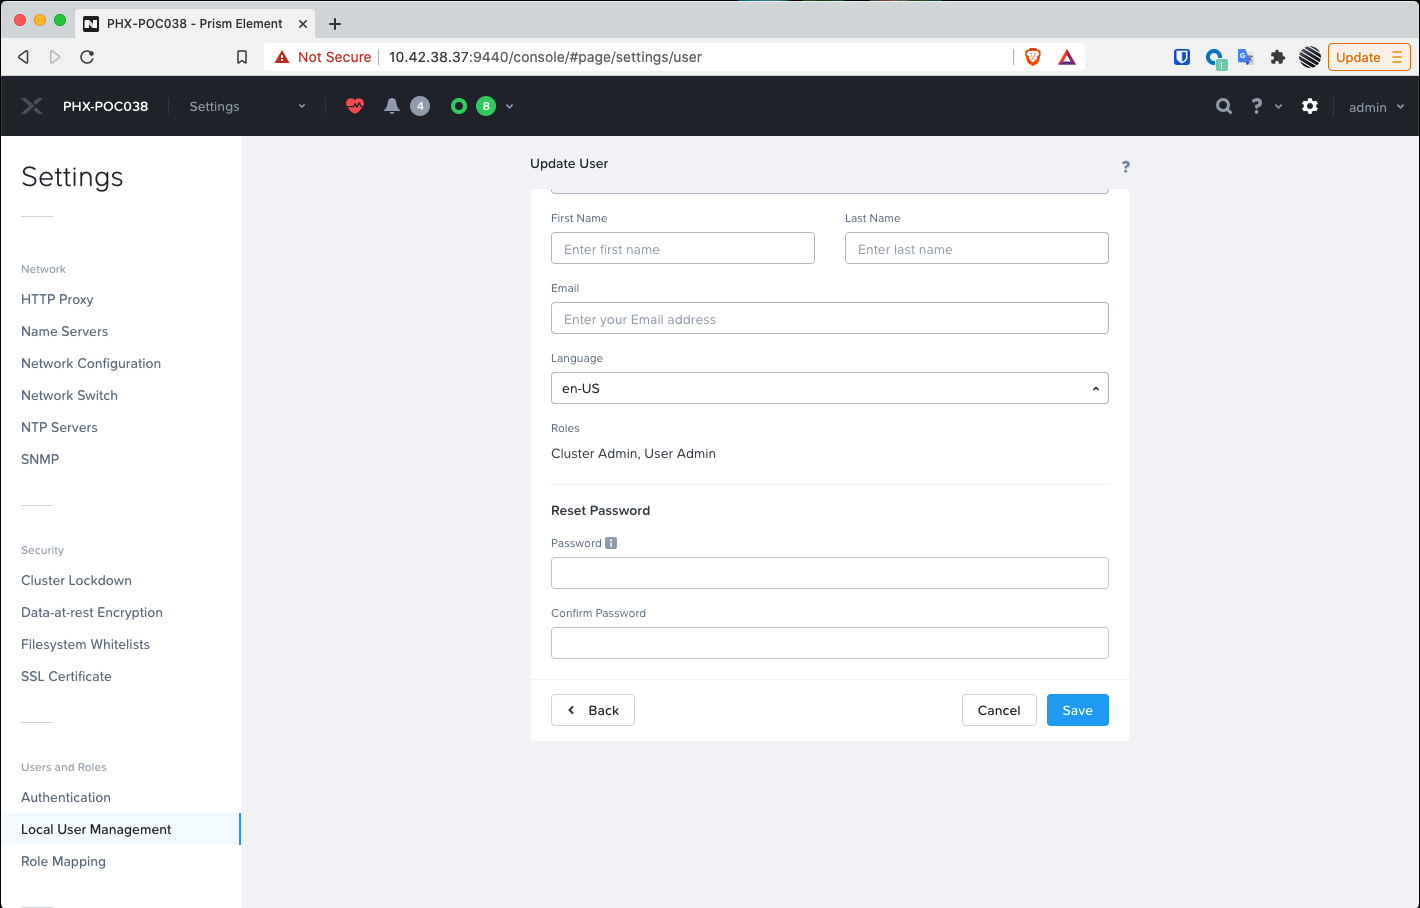 PHX-POC038 - Prism Element
Not Secure
10.42.38.37:9440/console/#page/settings/user
Update
PHX-POC038
Settings
4
8
?
admin
Settings
Network
HTTP Proxy
Name Servers
Network Configuration
Network Switch
NTP Servers
SNMP
Security
Cluster Lockdown
Data-at-rest Encryption
Filesystem Whitelists
SSL Certificate
Users and Roles
Authentication
Local User Management
Role Mapping
Update User
?
First Name
Last Name
Enter first name
Enter last name
Email
Enter your Email address
Language
en-US
Roles
Cluster Admin, User Admin
Reset Password
Password
Confirm Password
Back
Cancel
Save